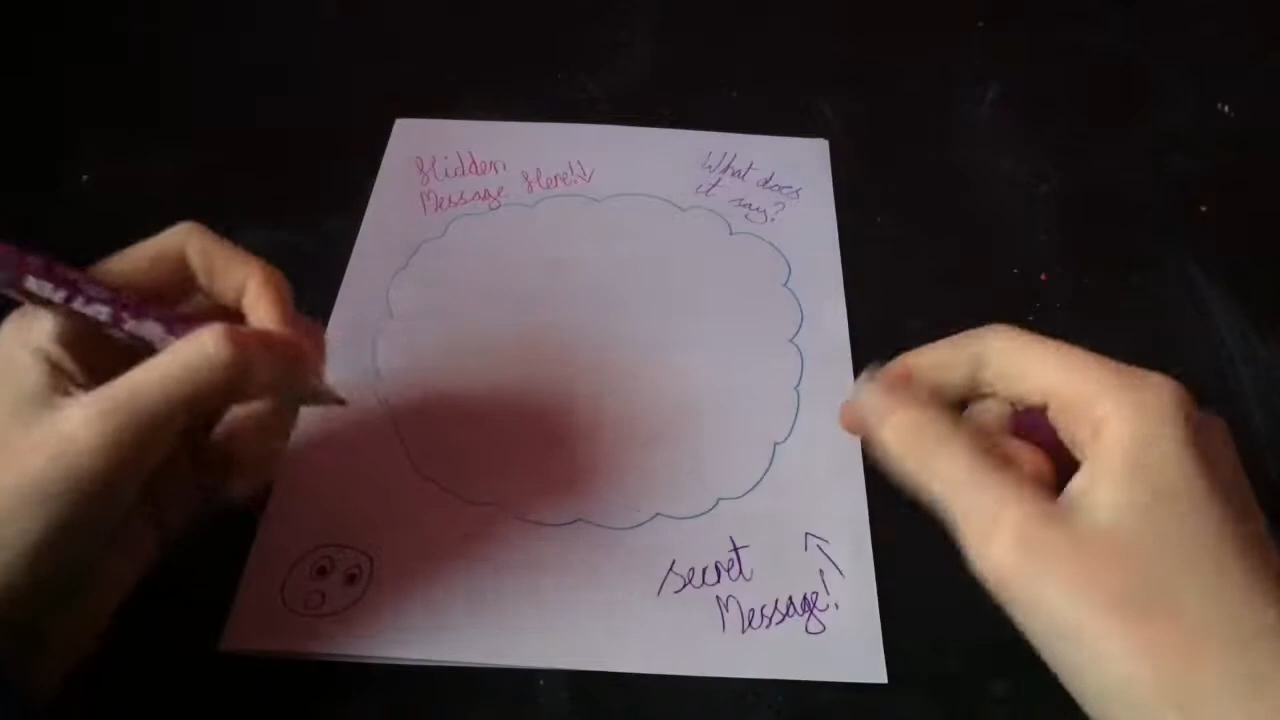 Hidden
Message Here!!
What does
it say?
secret
Message!